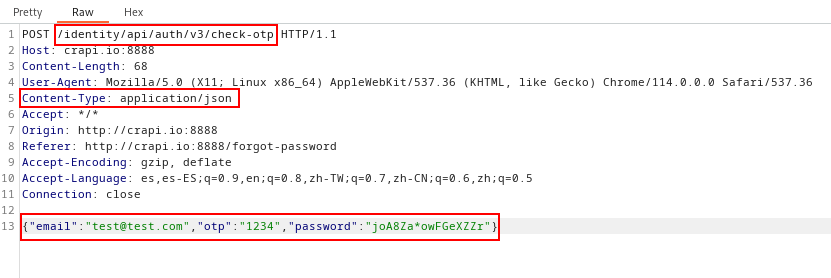 Pretty Raw Hex
1 POST /identity/api/auth/v3/check-otp HTTP/1.1
2 Host: crapi.io:8888
3 Content-Length: 68
4 User-Agent: Mozilla/5.0 (X11; Linux x86_64) AppleWebKit/537.36 (KHTML, like Gecko) Chrome/114.0.0.0 Safari/537.36
5 Content-Type: application/json
6 Accept: */*
7 Origin: http://crapi.io:8888
8 Referer: http://crapi.io:8888/forgot-password
9 Accept-Encoding: gzip, deflate
10 Accept-Language: es,es-ES;q=0.9,en;q=0.8,zh-TW;q=0.7,zh-CN;q=0.6,zh;q=0.5
11 Connection: close
12
13 {"email":"test@test.com","otp":"1234","password":"joA8Za*owFGeXZZr"}